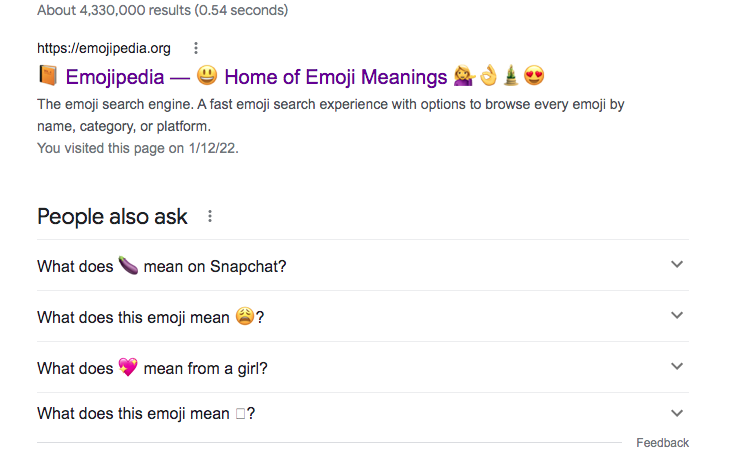 About 4,330,000 results (0.54 seconds)
https://emojipedia.org
📙 Emojipedia — 😃 Home of Emoji Meanings 💁‍♀️👌🎍😍
The emoji search engine. A fast emoji search experience with options to browse every emoji by
name, category, or platform.
You visited this page on 1/12/22.
People also ask
What does 🍆 mean on Snapchat?
What does this emoji mean 😩?
What does 💖 mean from a girl?
What does this emoji mean □?
Feedback